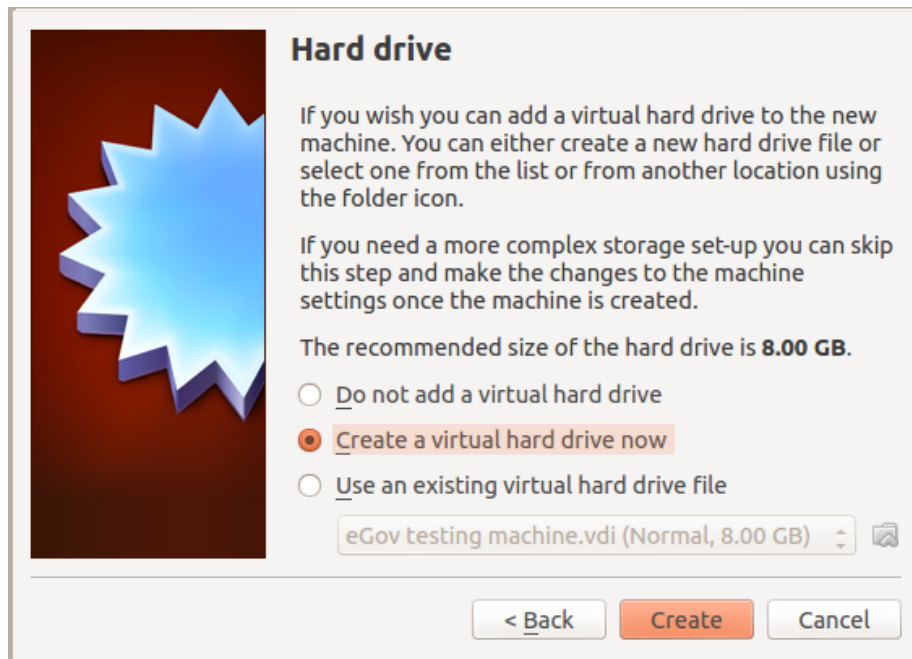 Hard drive
If you wish you can add a virtual hard drive to the new
machine. You can either create a new hard drive file or
select one from the list or from another location using
the folder icon.
If you need a more complex storage set-up you can skip
this step and make the changes to the machine
settings once the machine is created.
The recommended size of the hard drive is 8.00 GB.
Do not add a virtual hard drive
Create a virtual hard drive now
Use an existing virtual hard drive file
eGov testing machine.vdi (Normal, 8.00 GB)
< Back
Create
Cancel